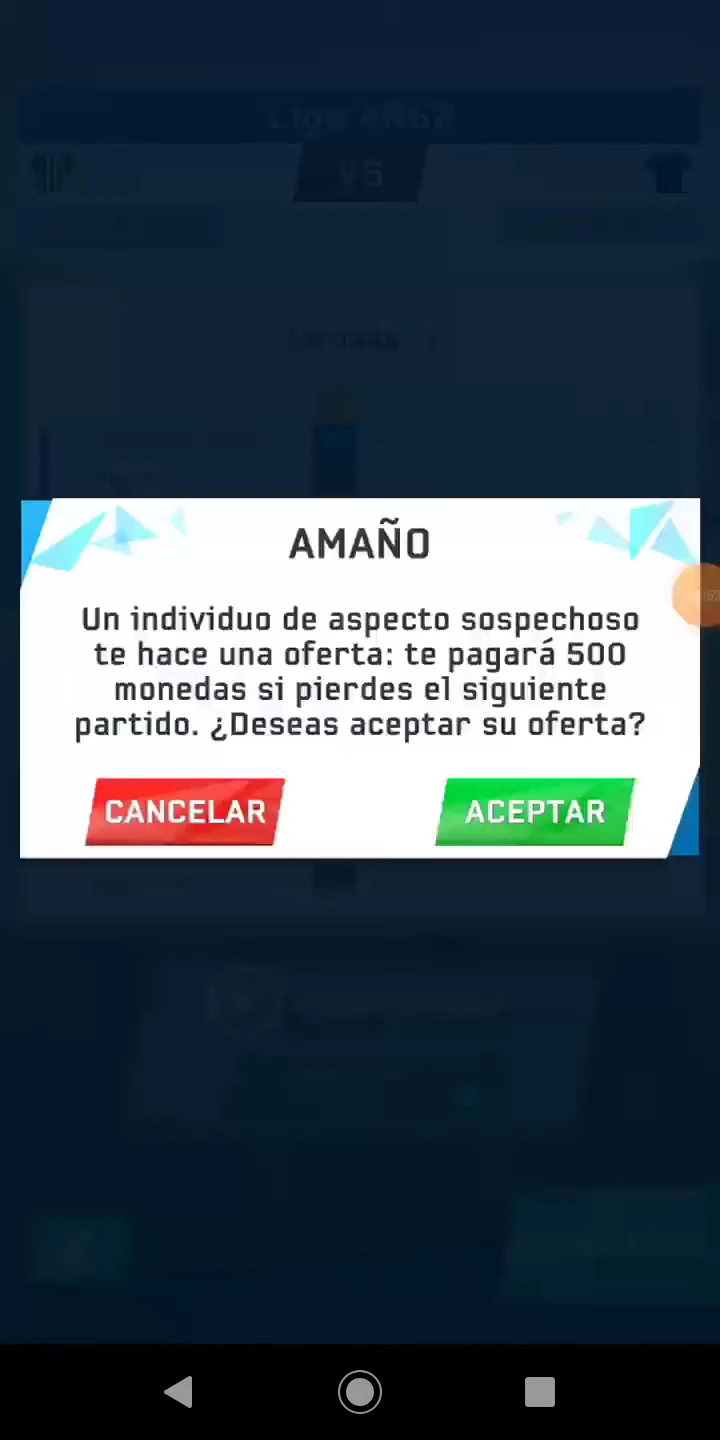 VS
AMAÑO
Un individuo de aspecto sospechoso
te hace una oferta: te pagará 500
monedas si pierdes el siguiente
partido. ¿Deseas aceptar su oferta?
CANCELAR
ACEPTAR